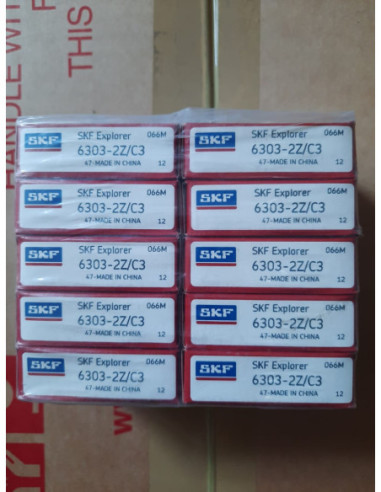 HANDLE WIT
THIS
SKF
SKF Explorer 066M
6303-2Z/C3
47-MADE IN CHINA 12
SKF
SKF Explorer 066M
6303-2Z/C3
47-MADE IN CHINA 12
SKF
SKF Explorer 066M
6303-2Z/C3
47-MADE IN CHINA 12
SKF
SKF Explorer 066M
6303-2Z/C3
47-MADE IN CHINA 12
SKF
SKF Explorer 066M
6303-2Z/C3
47-MADE IN CHINA 12
SKF
SKF Explorer 066M
6303-2Z/C3
47-MADE IN CHINA 12
SKF
SKF Explorer 066M
6303-2Z/C3
47-MADE IN CHINA 12
SKF
SKF Explorer 066M
6303-2Z/C3
47-MADE IN CHINA 12
SKF
SKF Explorer 066M
6303-2Z/C3
47-MADE IN CHINA 12
SKF
SKF Explorer 066M
6303-2Z/C3
47-MADE IN CHINA 12